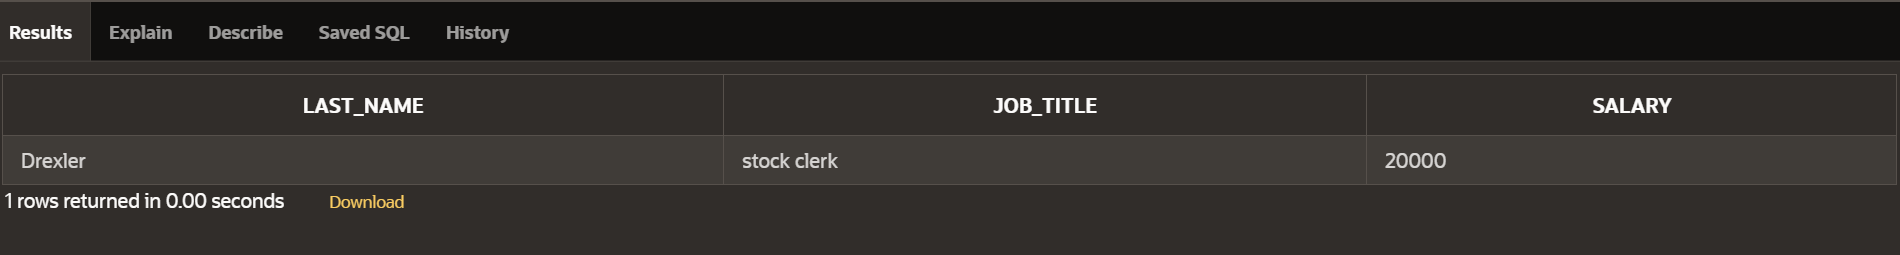 Results Explain Describe Saved SQL History
LAST_NAME JOB_TITLE SALARY
Drexler stock clerk 20000
1 rows returned in 0.00 seconds Download